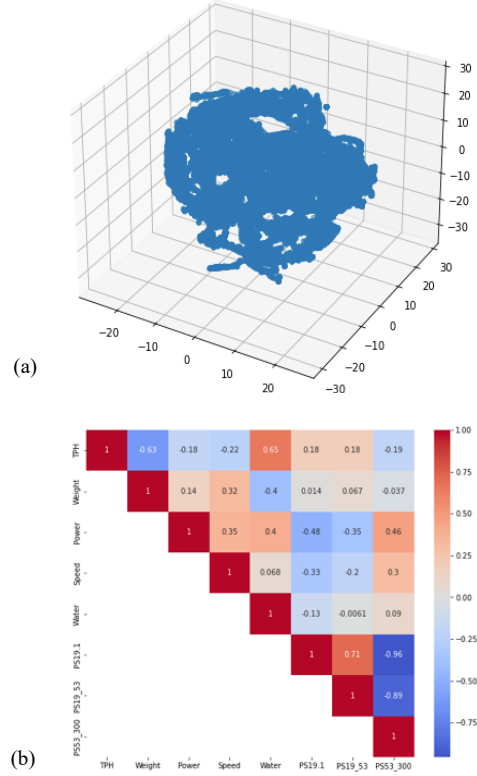 30
20
10
0
-10
-20
-30
30
20
10
0
-10
-20
-30
-20
-10
0
10
20
(a)
TPH 1 -0.63 -0.18 -0.22 0.65 0.18 0.18 -0.19
Weight 1 0.14 0.32 -0.4 0.014 0.067 -0.037
Power 1 0.35 0.4 -0.48 -0.35 0.46
Speed 1 0.068 -0.33 -0.2 0.3
Water 1 -0.13 -0.0061 0.09
PS19.1 1 0.71 -0.96
PS19_53 1 -0.89
PS53_300 1
TPH Weight Power Speed Water PS19.1 PS19_53 PS53_300
1.00
0.75
0.50
0.25
0.00
-0.25
-0.50
-0.75
(b)